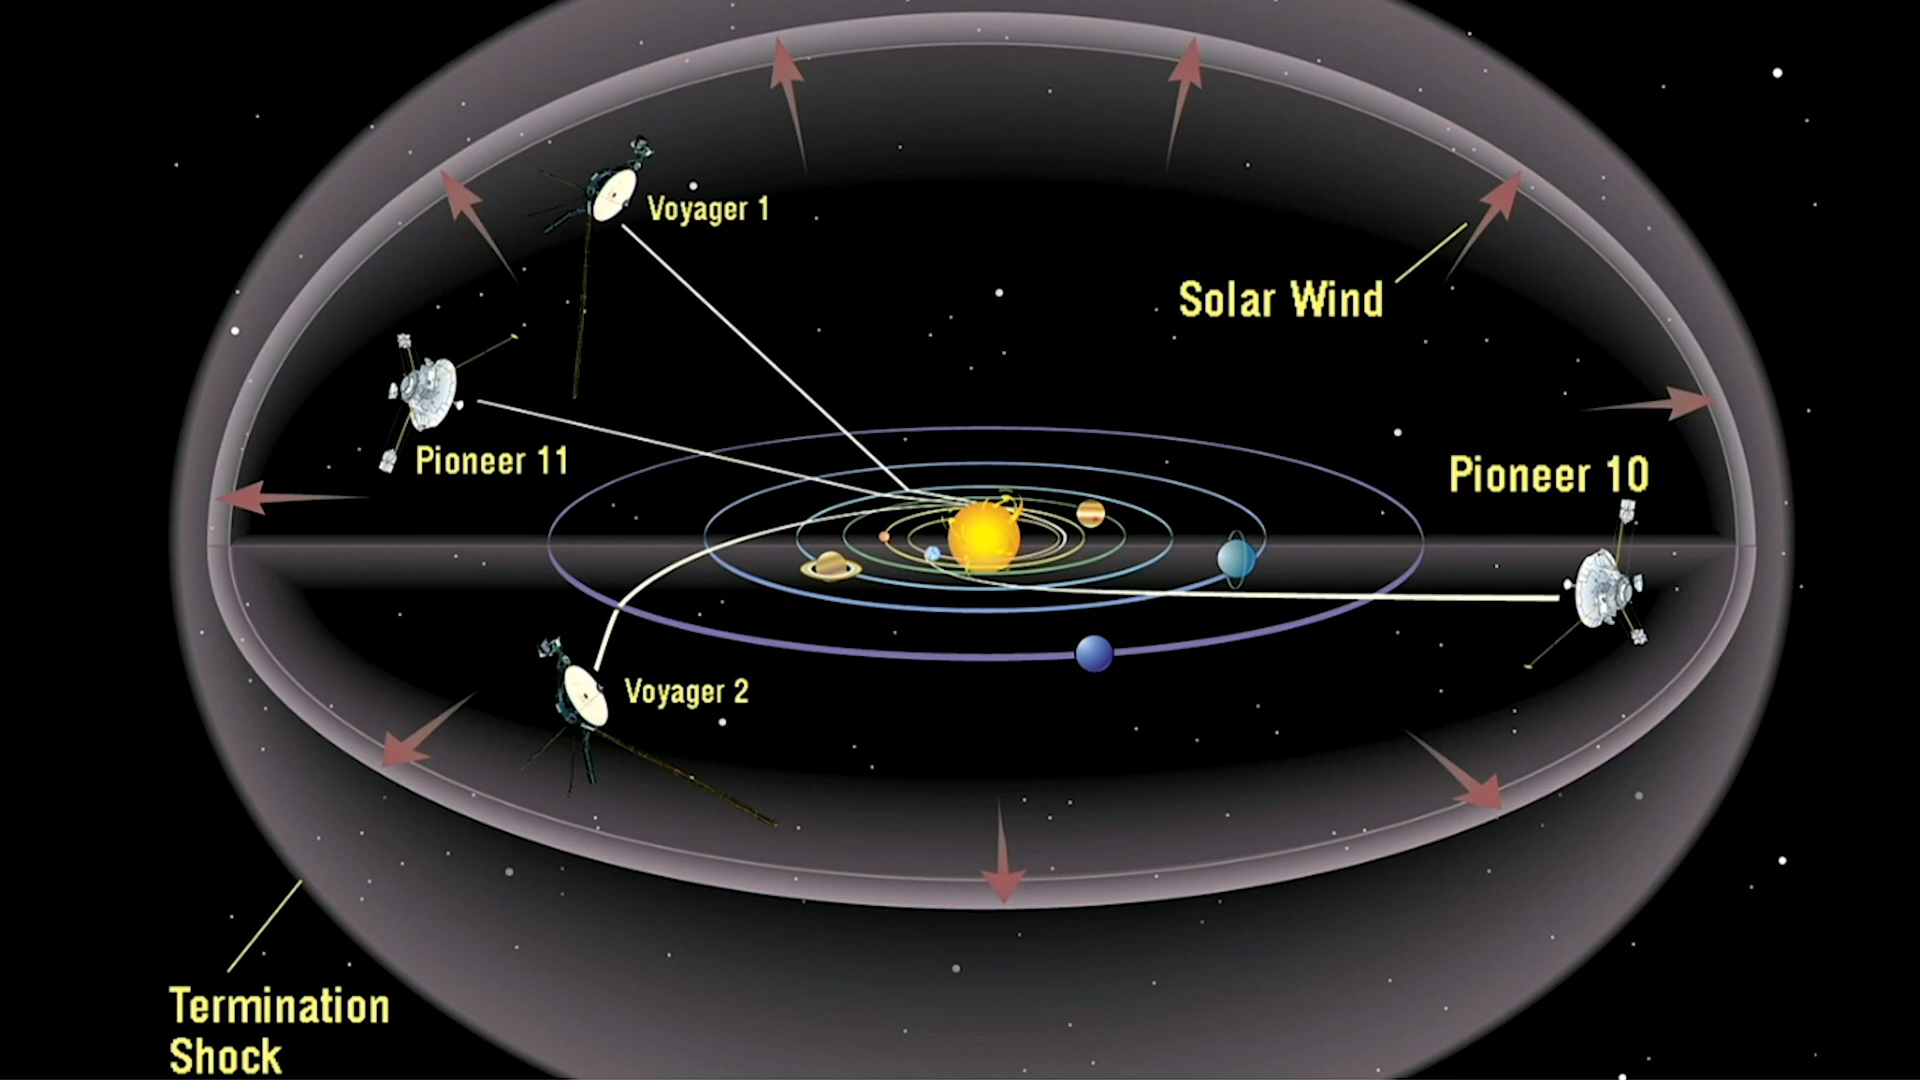 Voyager 1
Solar Wind
Pioneer 11
Pioneer 10
Voyager 2
Termination
Shock